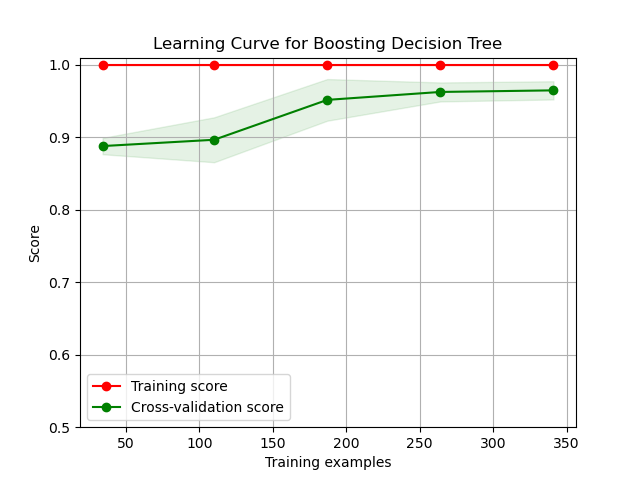 Learning Curve for Boosting Decision Tree
1.0
0.9
0.8
0.7
0.6
0.5
Score
Training score
Cross-validation score
50
100
150
200
250
300
350
Training examples